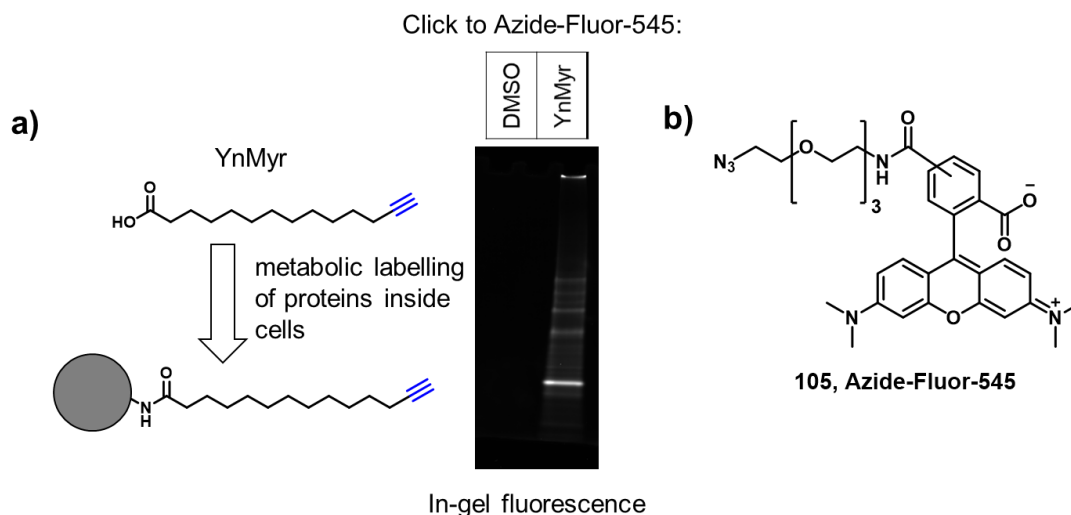 Click to Azide-Fluor-545:
DMSO
YnMyr
a)
YnMyr
O
HO
metabolic labelling
of proteins inside
cells
O
N
H
In-gel fluorescence
b)
N3
O
3
N
H
O
O
O⁻
N
O
N⁺
105, Azide-Fluor-545